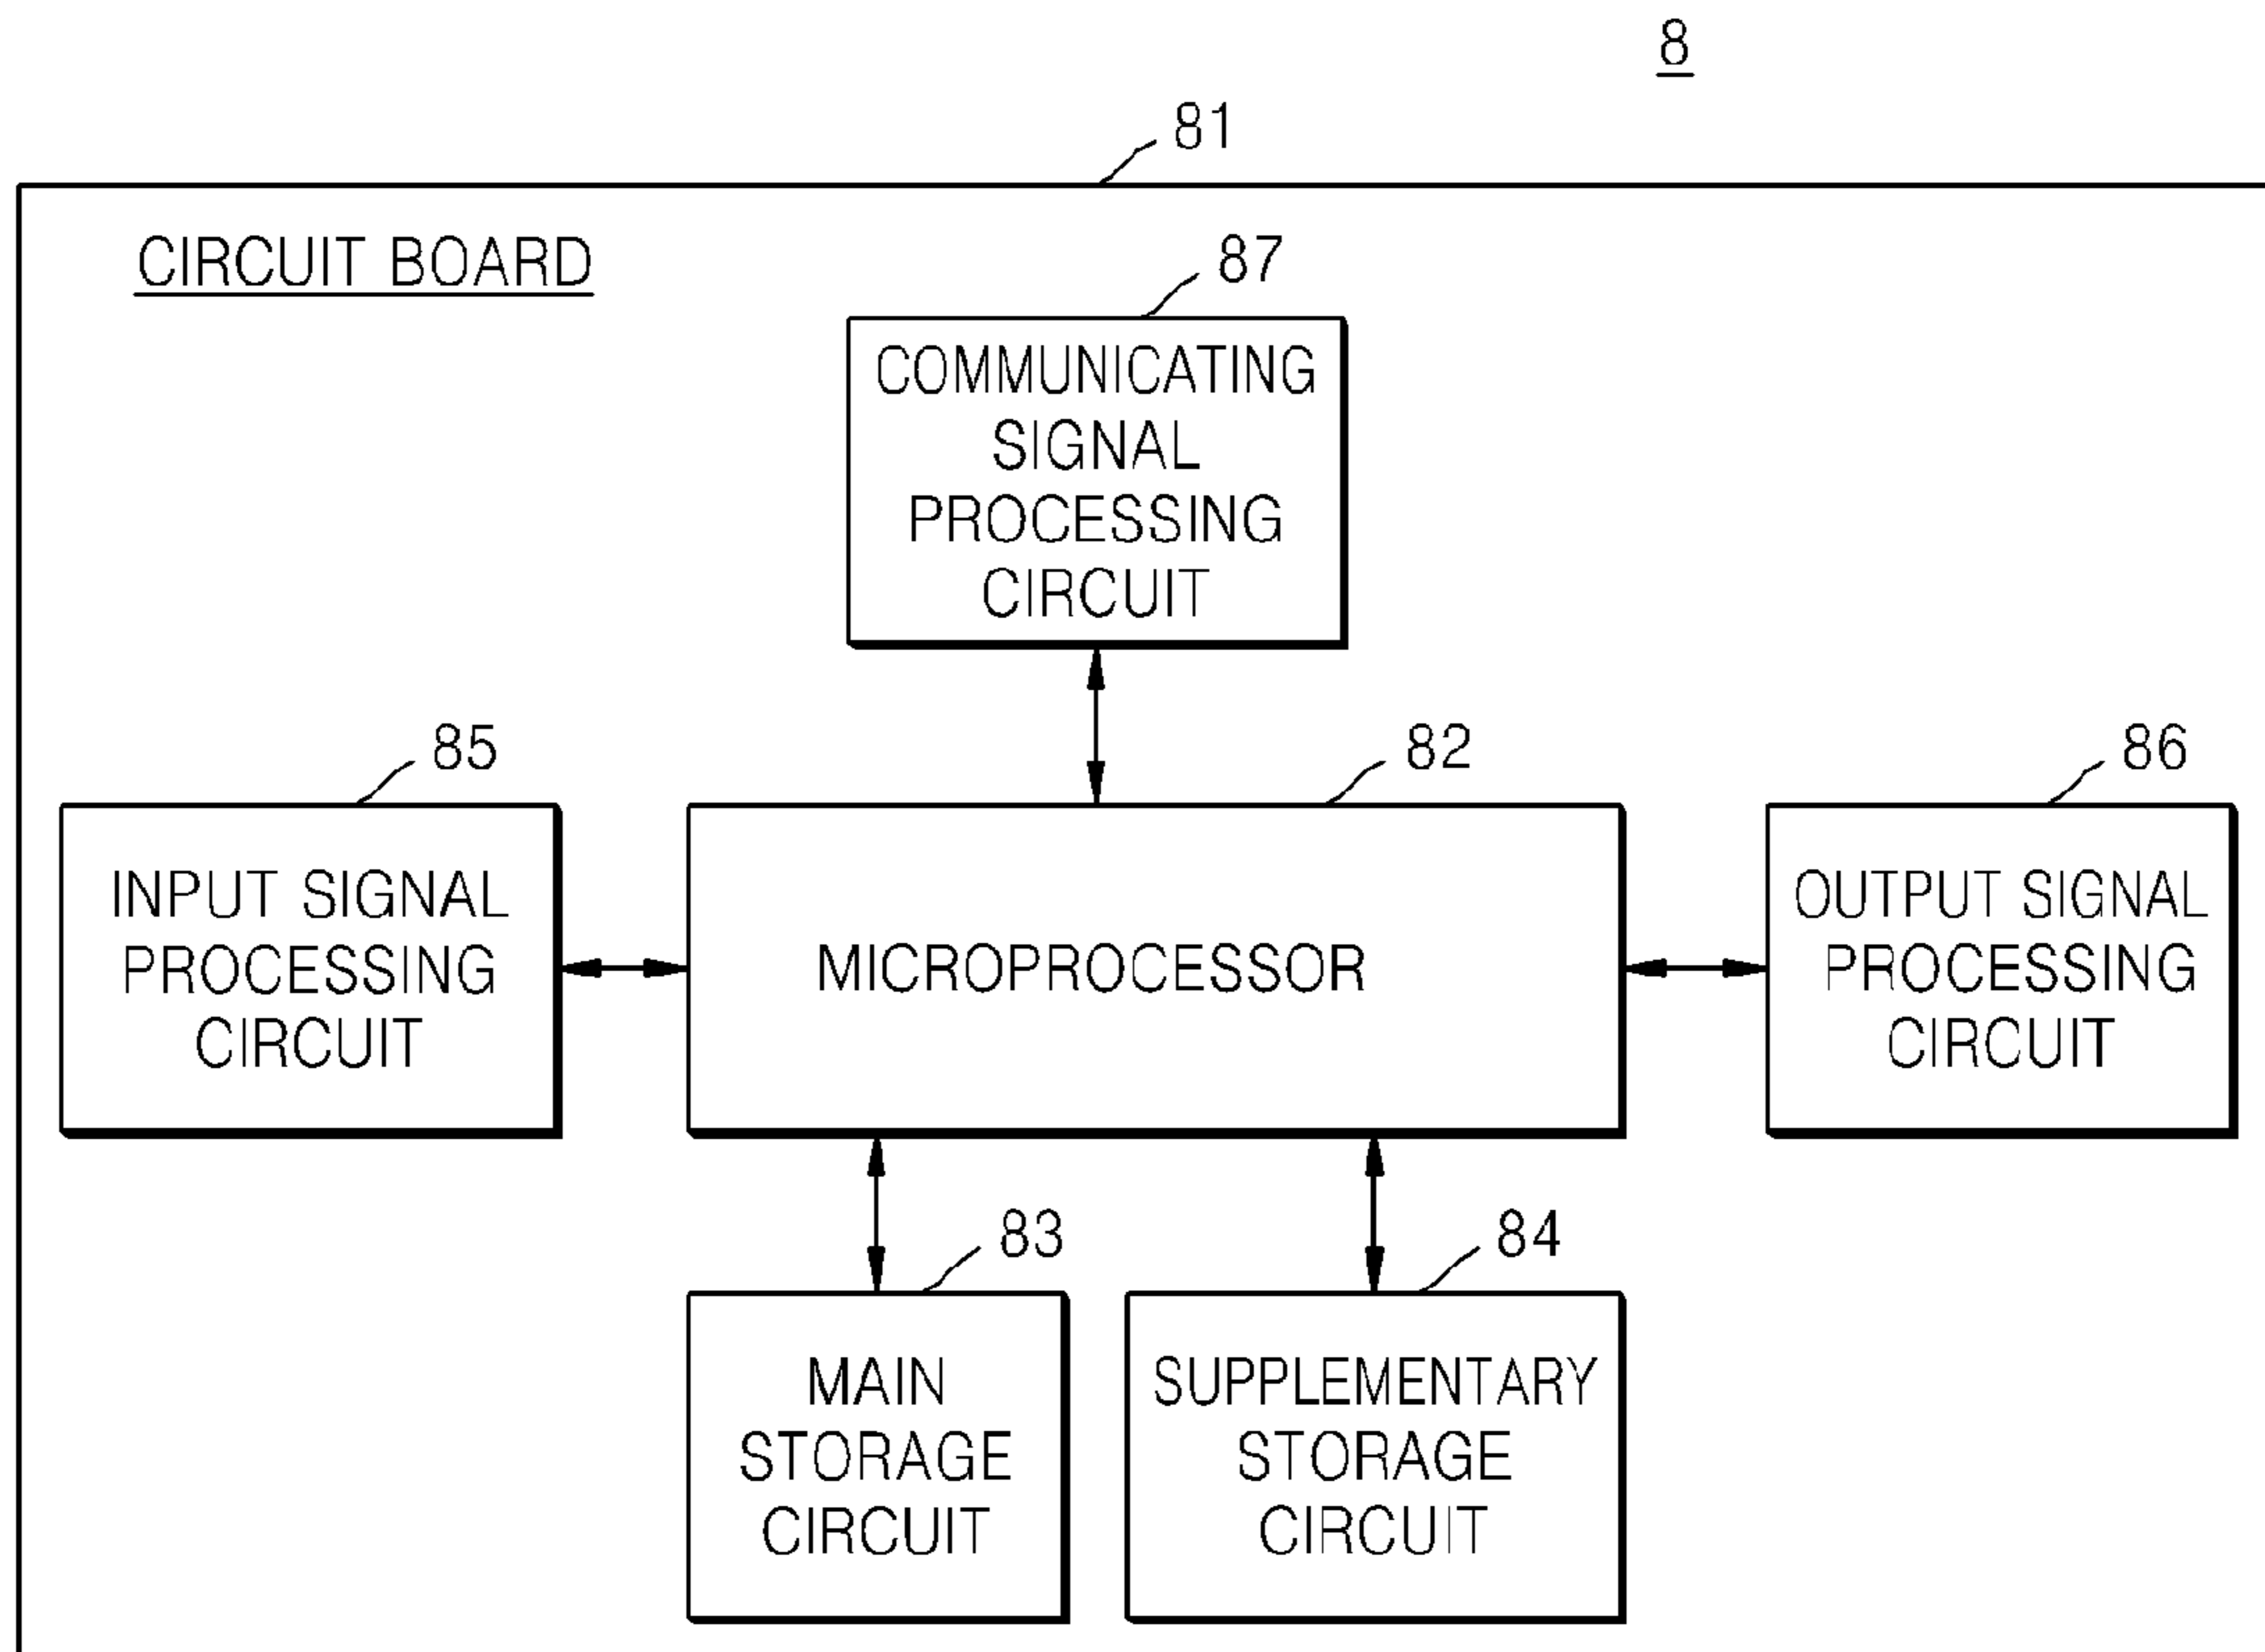 8
81
CIRCUIT BOARD
87
COMMUNICATING
SIGNAL
PROCESSING
CIRCUIT
85
INPUT SIGNAL
PROCESSING
CIRCUIT
82
MICROPROCESSOR
86
OUTPUT SIGNAL
PROCESSING
CIRCUIT
83
MAIN
STORAGE
CIRCUIT
84
SUPPLEMENTARY
STORAGE
CIRCUIT